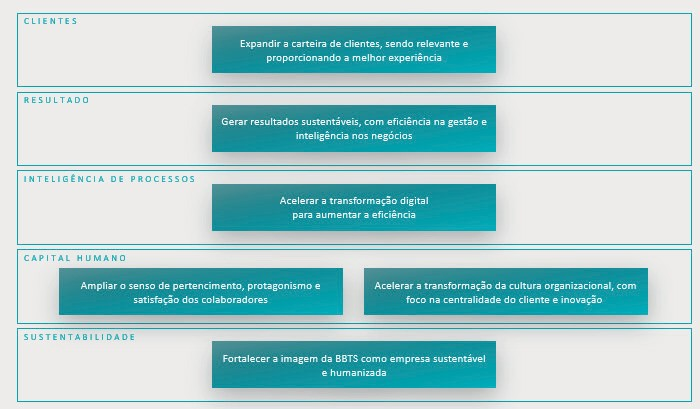 CLIENTES
Expandir a carteira de clientes, sendo relevante e
proporcionando a melhor experiência
RESULTADO
Gerar resultados sustentáveis, com eficiência na gestão e
inteligência nos negócios
INTELIGÊNCIA DE PROCESSOS
Acelerar a transformação digital
para aumentar a eficiência
CAPITAL HUMANO
Ampliar o senso de pertencimento, protagonismo e
satisfação dos colaboradores
Acelerar a transformação da cultura organizacional, com
foco na centralidade do cliente e inovação
SUSTENTABILIDADE
Fortalecer a imagem da BBTS como empresa sustentável
e humanizada